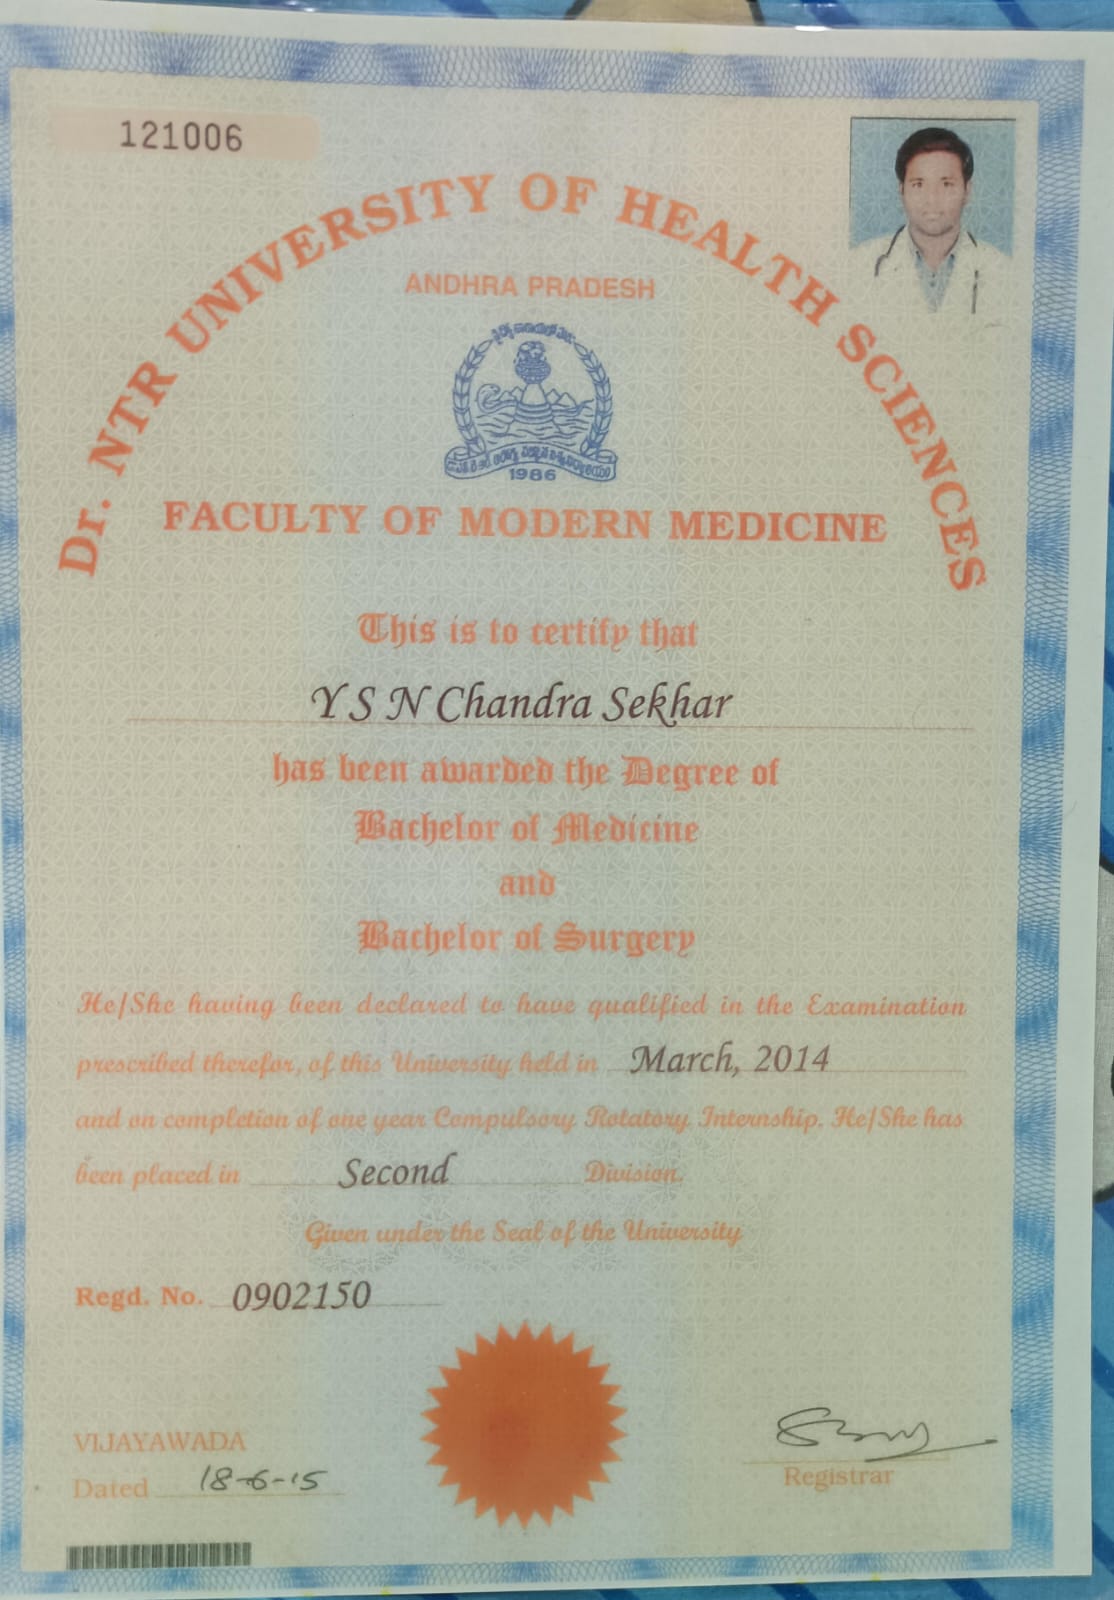 121006
Dr. NTR UNIVERSITY OF HEALTH SCIENCES
ANDHRA PRADESH
1986
FACULTY OF MODERN MEDICINE
This is to certify that
Y S N Chandra Sekhar
has been awarded the Degree of
Bachelor of Medicine
and
Bachelor of Surgery
He/She having been declared to have qualified in the Examination
prescribed therefor, of this University held in March, 2014
and on completion of one year Compulsory Rotatory Internship. He/She has
been placed in Second Division.
Given under the Seal of the University
Regd. No. 0902150
VIJAYAWADA
Dated 18-6-15
Registrar